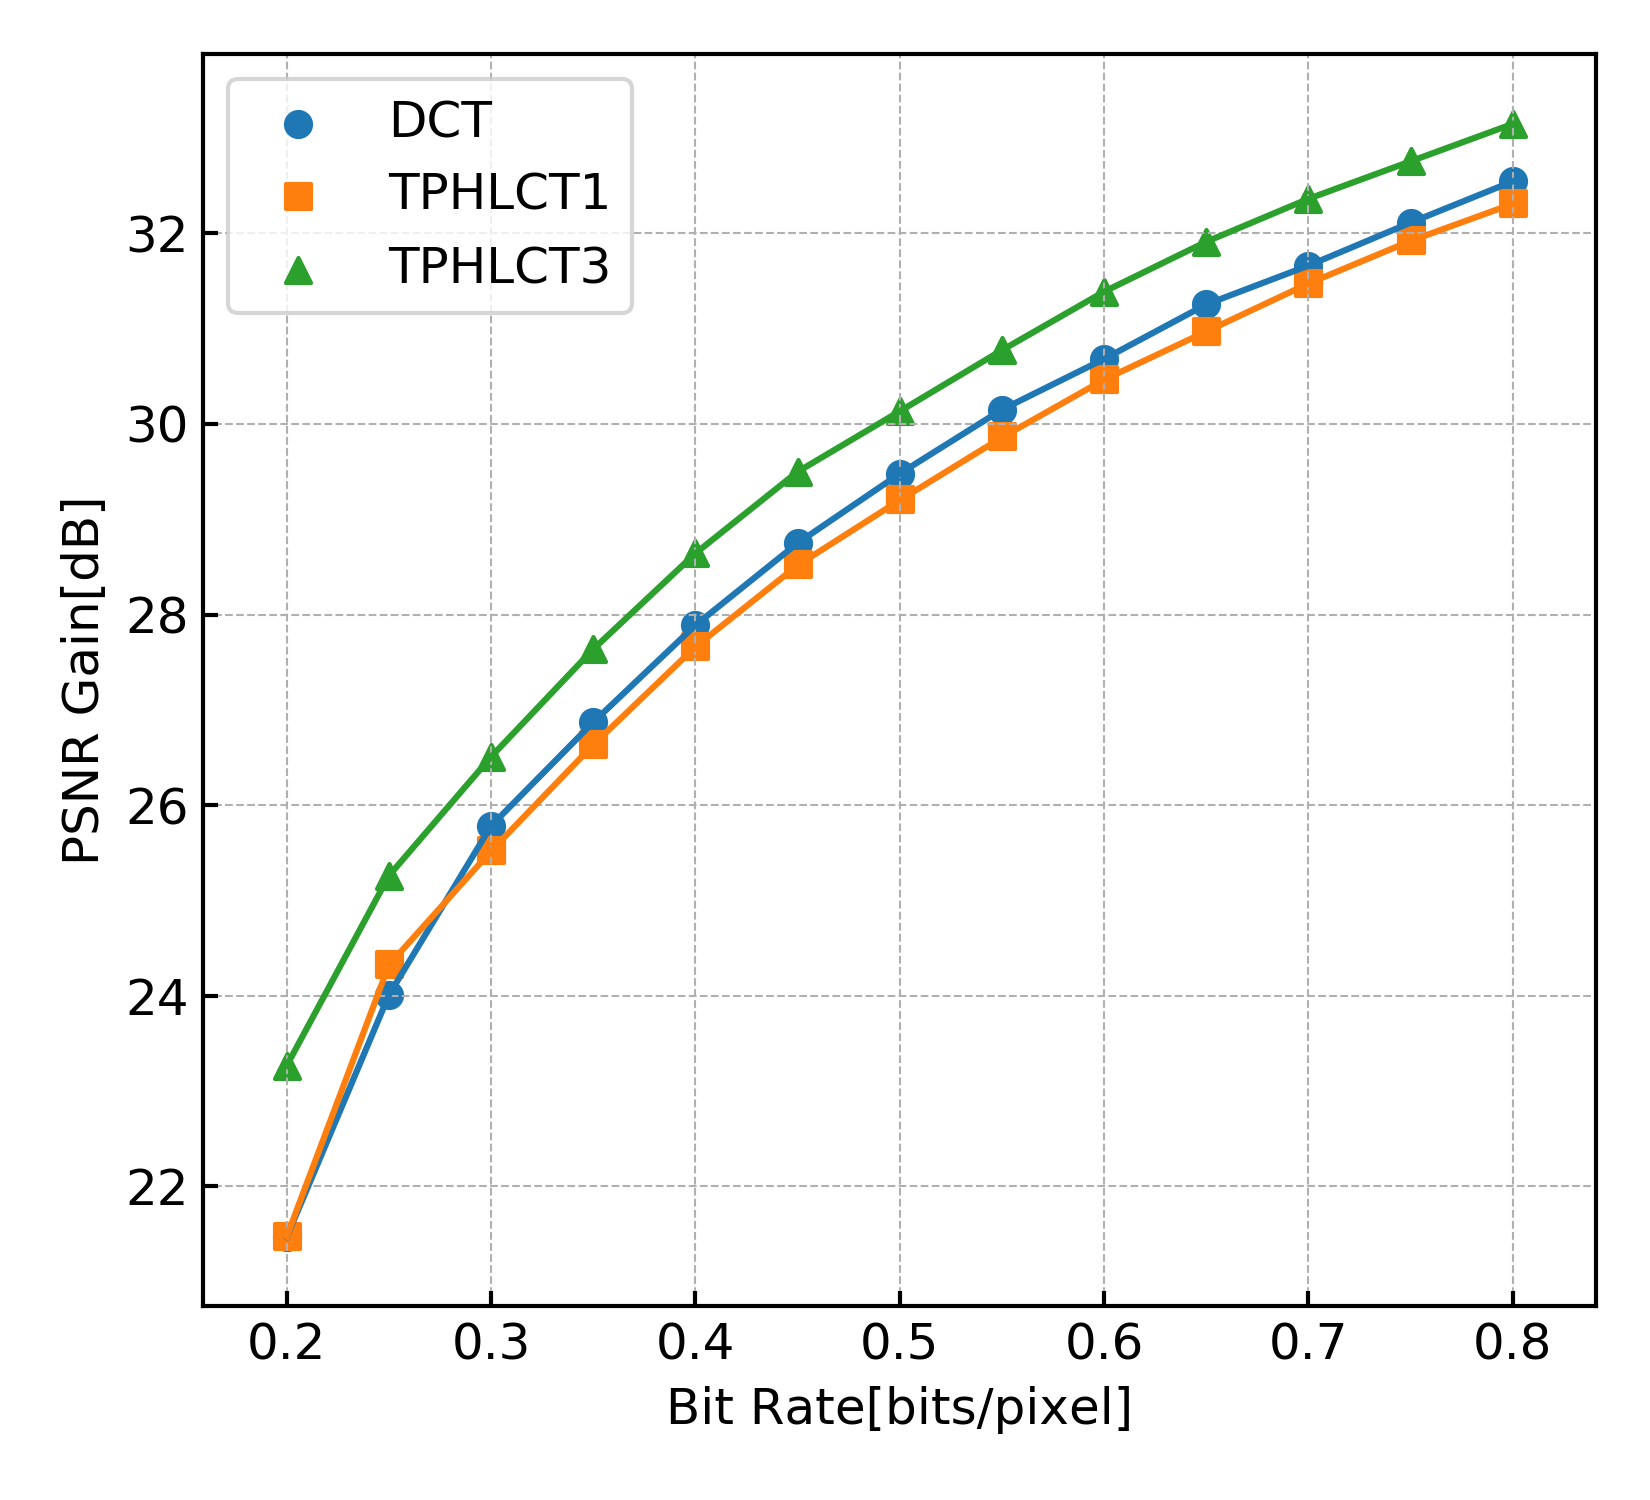 DCT
TPHLCT1
TPHLCT3
32
30
28
26
24
22
PSNR Gain[dB]
0.2 0.3 0.4 0.5 0.6 0.7 0.8
Bit Rate[bits/pixel]